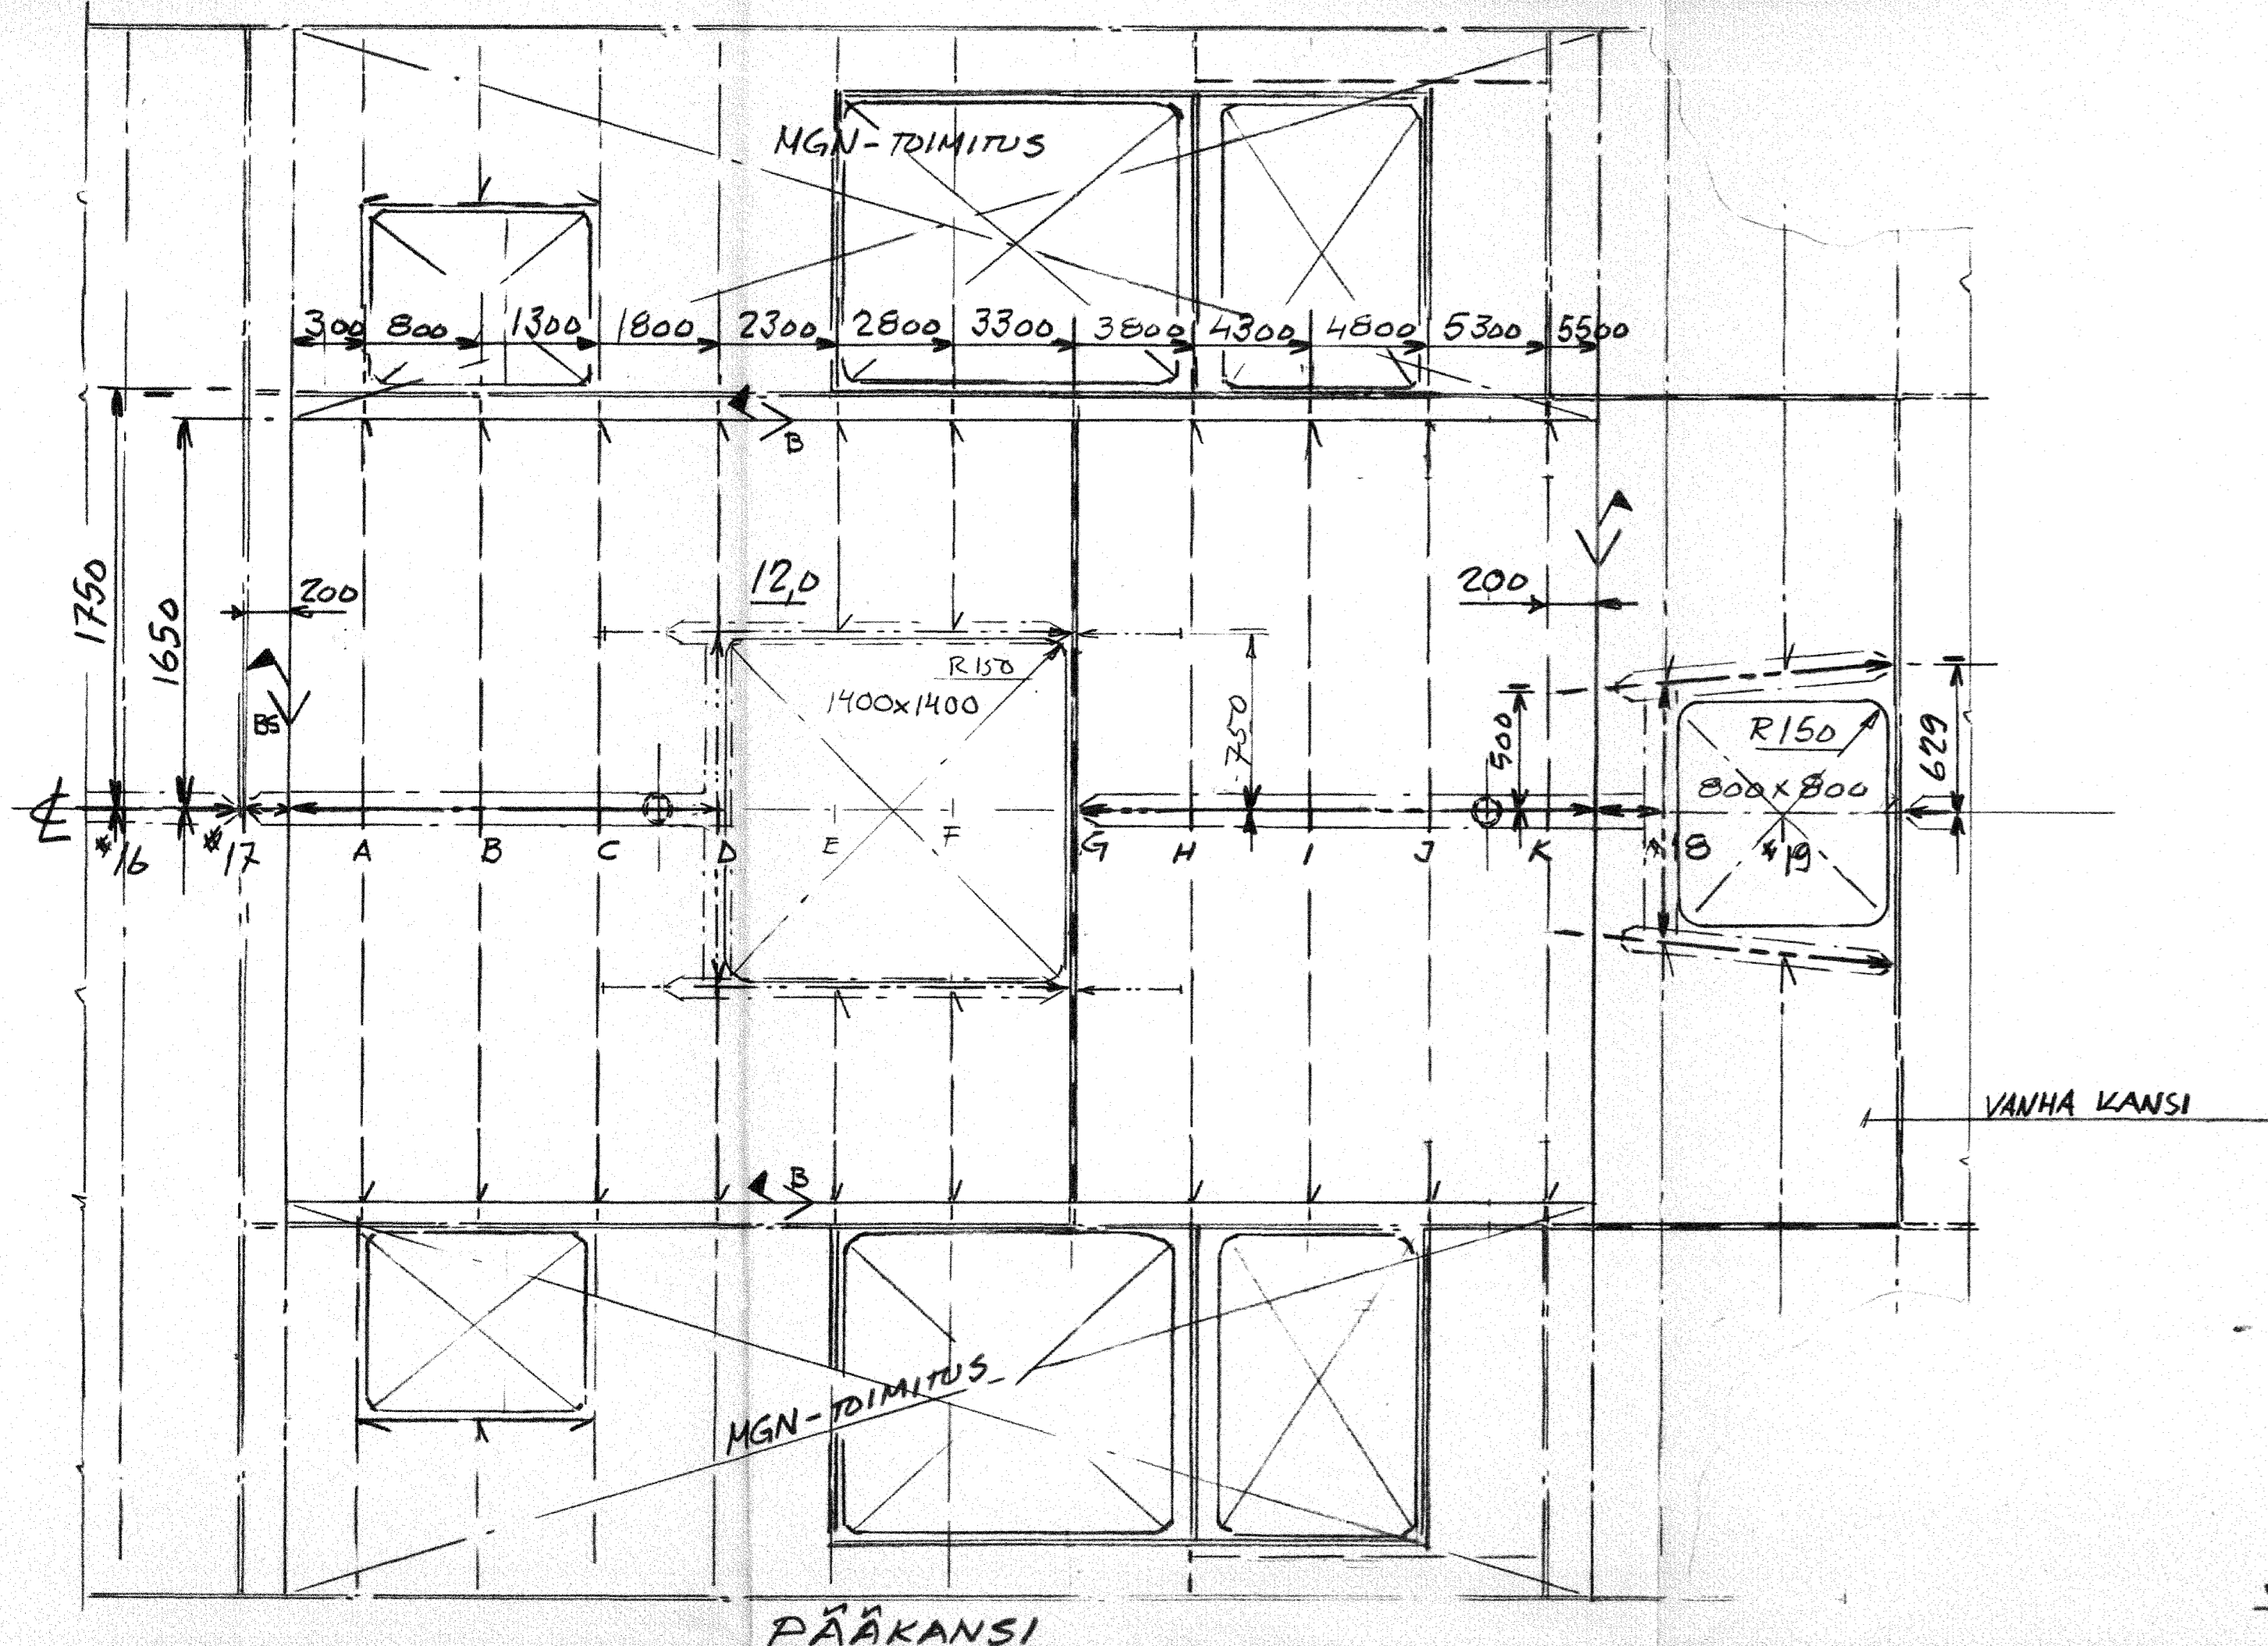 MGN-TOIMITUS
300 800 1300 1800 2300 2800 3300 3800 4300 4800 5300 5500
B
1750
1650
200
12,0
200
R150
1400x1400
750
500
R150
800x800
629
BS
℄
#16 #17 A B C D E F G H I J K #18 #19
VANHA KANSI
B
MGN-TOIMITUS
PÄÄKANSI